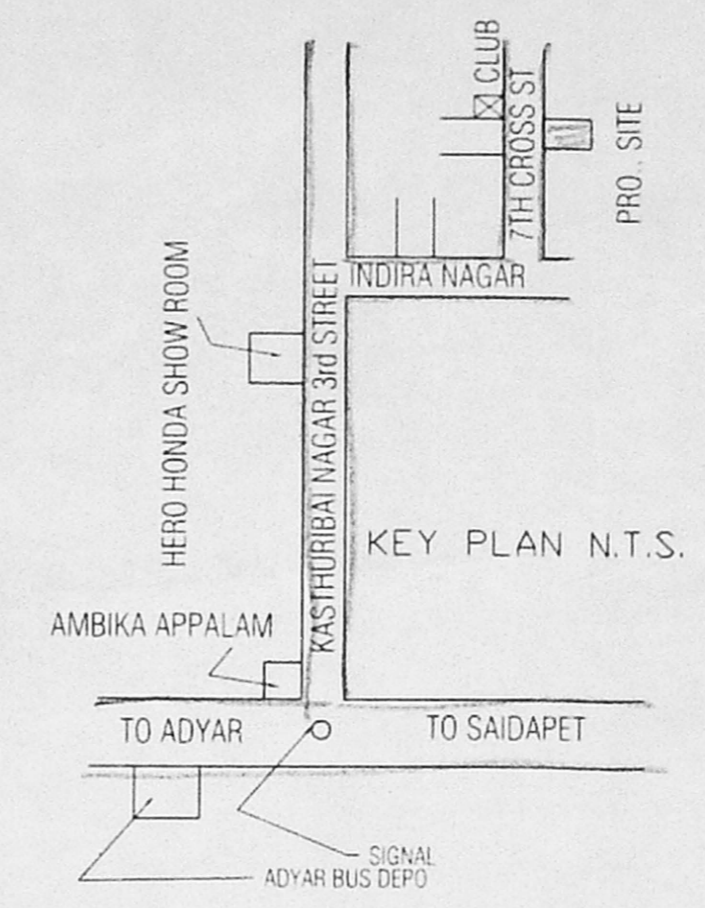 CLUB
7TH CROSS ST
PRO., SITE
INDIRA NAGAR
HERO HONDA SHOW ROOM
KASTHURIBAI NAGAR 3rd STREET
KEY PLAN N.T.S.
AMBIKA APPALAM
TO ADYAR
TO SAIDAPET
SIGNAL
ADYAR BUS DEPO